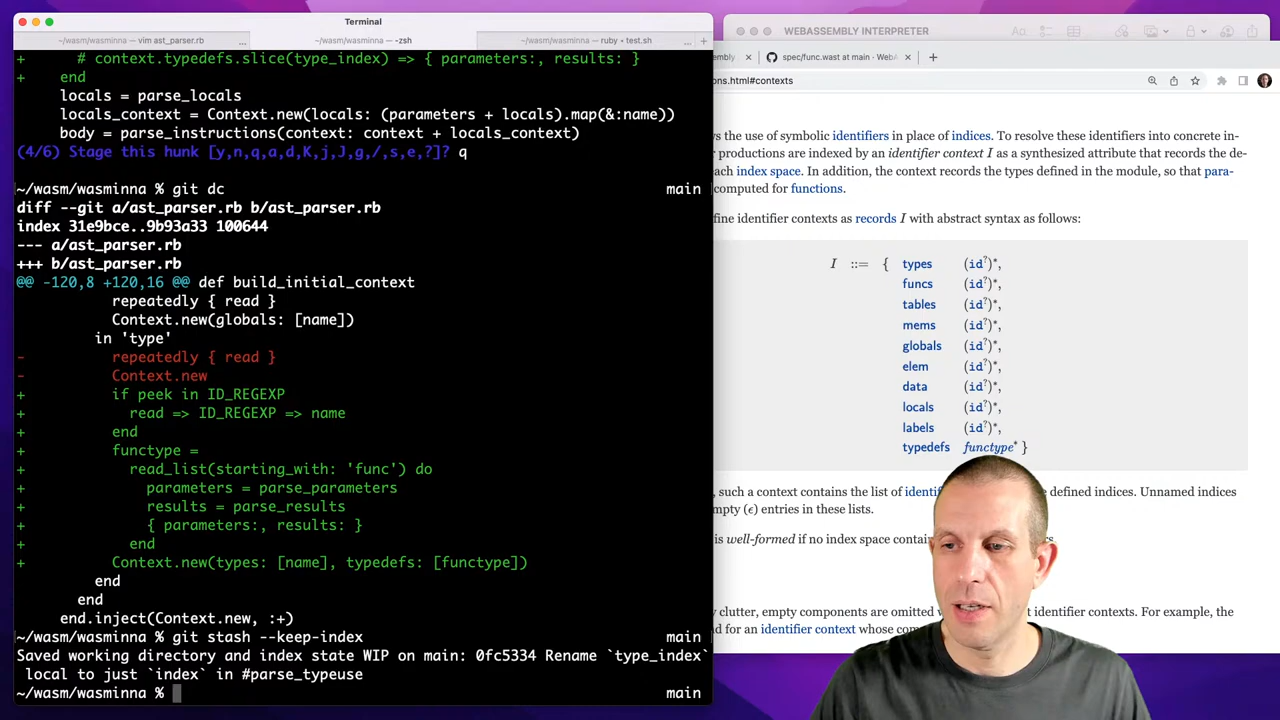 Terminal
~/wasm/wasminna — vim ast_parser.rb ... ~/wasm/wasminna — -zsh ~/wasm/wasminna — ruby • test.sh ... +
+ # context.typedefs.slice(type_index) => { parameters:, results: }
+ end
locals = parse_locals
locals_context = Context.new(locals: (parameters + locals).map(&:name))
body = parse_instructions(context: context + locals_context)
(4/6) Stage this hunk [y,n,q,a,d,K,j,J,g,/,s,e,?]? q
~/wasm/wasminna % git dc main
diff --git a/ast_parser.rb b/ast_parser.rb
index 31e9bce..9b93a33 100644
--- a/ast_parser.rb
+++ b/ast_parser.rb
@@ -120,8 +120,16 @@ def build_initial_context
repeatedly { read }
Context.new(globals: [name])
in 'type'
- repeatedly { read }
- Context.new
+ if peek in ID_REGEXP
+ read => ID_REGEXP => name
+ end
+ functype =
+ read_list(starting_with: 'func') do
+ parameters = parse_parameters
+ results = parse_results
+ { parameters:, results: }
+ end
+ Context.new(types: [name], typedefs: [functype])
end
end
end.inject(Context.new, :+)
~/wasm/wasminna % git stash --keep-index main
Saved working directory and index state WIP on main: 0fc5334 Rename `type_index`
local to just `index` in #parse_typeuse
~/wasm/wasminna % main
WEBASSEMBLY INTERPRETER
embly × spec/func.wast at main · WebA × +
ons.html#contexts
ws the use of symbolic identifiers in place of indices. To resolve these identifiers into concrete in-
r productions are indexed by an identifier context I as a synthesized attribute that records the de-
each index space. In addition, the context records the types defined in the module, so that para-
computed for functions.
fine identifier contexts as records I with abstract syntax as follows:
I ::= { types (id?)*,
funcs (id?)*,
tables (id?)*,
mems (id?)*,
globals (id?)*,
elem (id?)*,
data (id?)*,
locals (id?)*,
labels (id?)*,
typedefs functype* }
, such a context contains the list of identif e defined indices. Unnamed indices
mpty (ϵ) entries in these lists.
is well-formed if no index space contai
y clutter, empty components are omitted t identifier contexts. For example, the
nd for an identifier context whose com